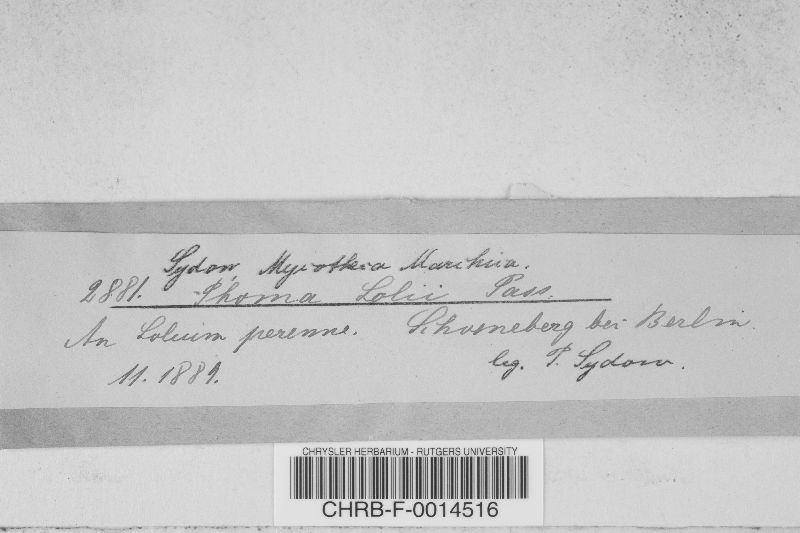 Sydow, Mycotheca Marchica.
2881. Phoma Lolii Pass.
An Lolium perenne. Schoeneberg bei Berlin.
11. 1889. leg. P. Sydow.
CHRYSLER HERBARIUM - RUTGERS UNIVERSITY
CHRB-F-0014516